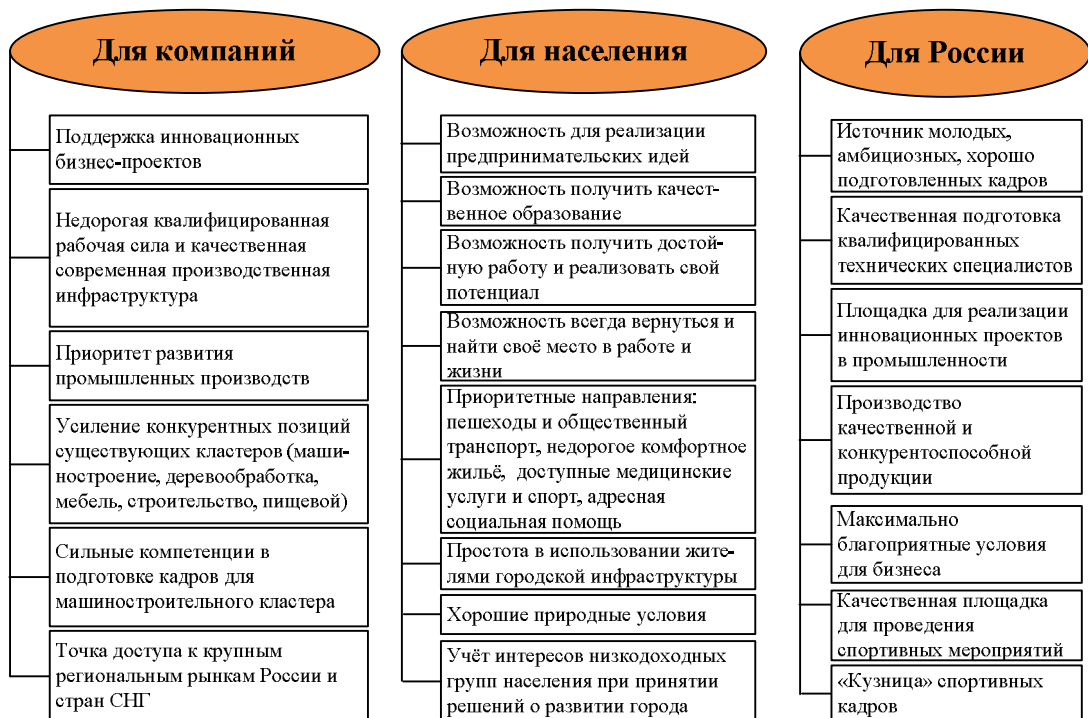 Для компаний
Поддержка инновационных
бизнес-проектов
Недорогая квалифицированная
рабочая сила и качественная
современная производственная
инфраструктура
Приоритет развития
промышленных производств
Усиление конкурентных позиций
существующих кластеров (маши-
ностроение, деревообработка,
мебель, строительство, пищевой)
Сильные компетенции в
подготовке кадров для
машиностроительного кластера
Точка доступа к крупным
региональным рынкам России и
стран СНГ
Для населения
Возможность для реализации
предпринимательских идей
Возможность получить качест-
венное образование
Возможность получить достой-
ную работу и реализовать свой
потенциал
Возможность всегда вернуться и
найти своё место в работе и
жизни
Приоритетные направления:
пешеходы и общественный
транспорт, недорогое комфортное
жильё, доступные медицинские
услуги и спорт, адресная
социальная помощь
Простота в использовании жите-
лями городской инфраструктуры
Хорошие природные условия
Учёт интересов низкодоходных
групп населения при принятии
решений о развитии города
Для России
Источник молодых,
амбициозных, хорошо
подготовленных кадров
Качественная подготовка
квалифицированных
технических специалистов
Площадка для реализации
инновационных проектов
в промышленности
Производство
качественной и
конкурентоспособной
продукции
Максимально
благоприятные условия
для бизнеса
Качественная площадка
для проведения
спортивных мероприятий
«Кузница» спортивных
кадров